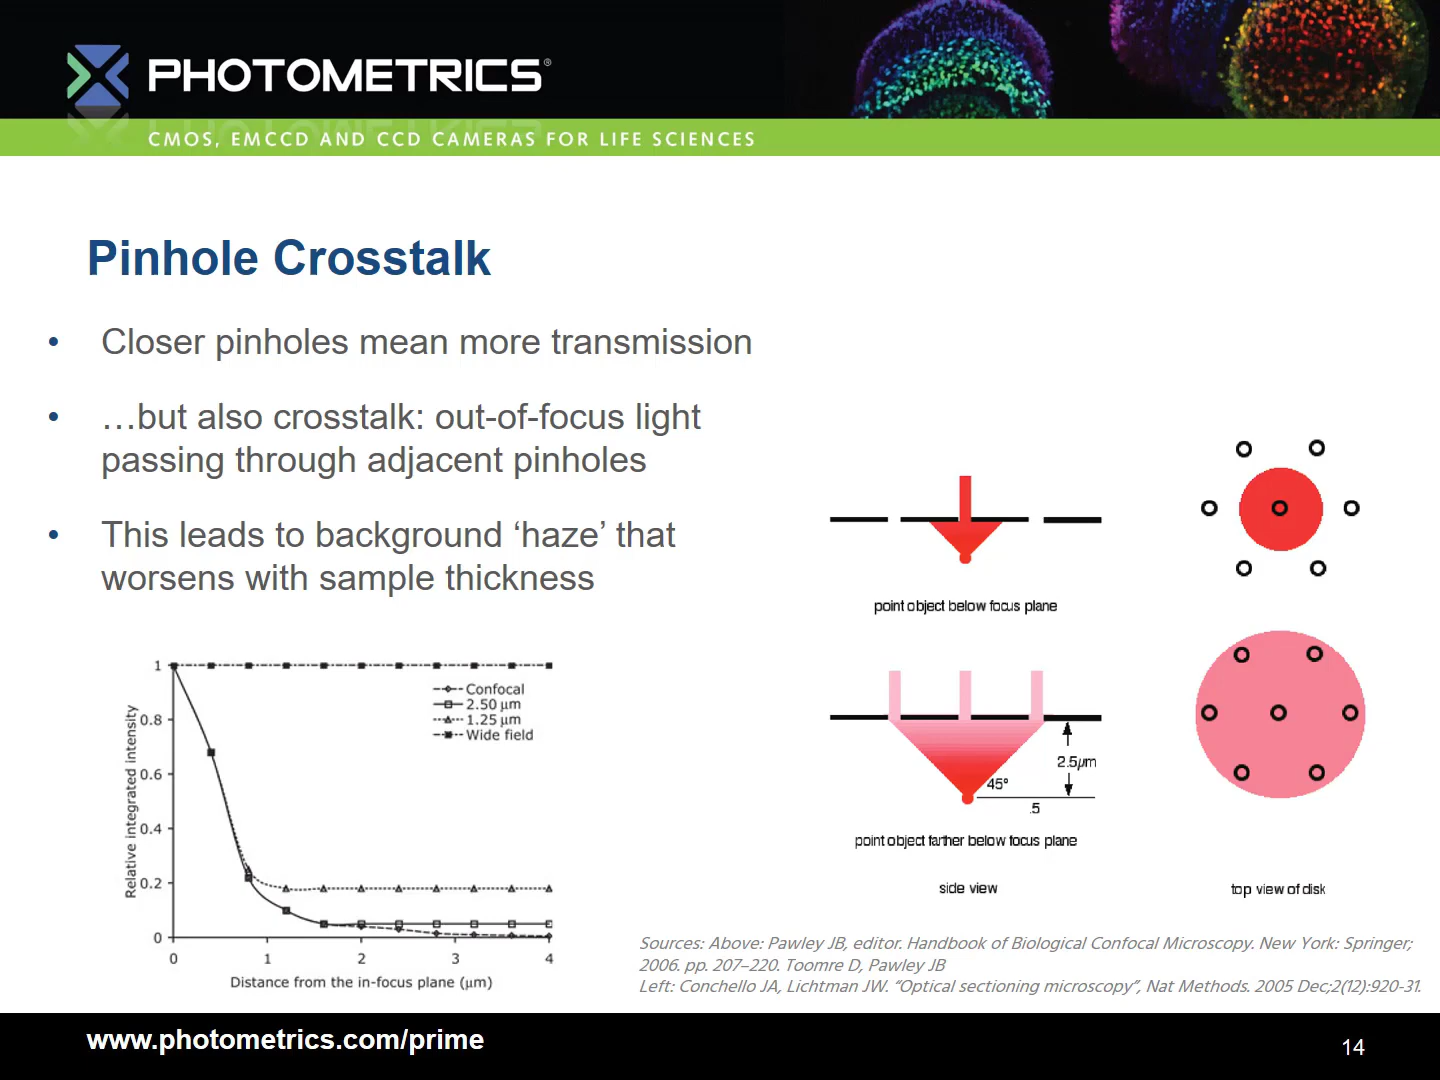 PHOTOMETRICS®
CMOS, EMCCD AND CCD CAMERAS FOR LIFE SCIENCES
Pinhole Crosstalk
• Closer pinholes mean more transmission
• …but also crosstalk: out-of-focus light
passing through adjacent pinholes
• This leads to background ‘haze’ that
worsens with sample thickness
point object below focus plane
2.5µm
45°
.5
point object farther below focus plane
side view
top view of disk
Relative integrated intensity
1
0.8
0.6
0.4
0.2
0
Confocal
2.50 µm
1.25 µm
Wide field
0 1 2 3 4
Distance from the in-focus plane (µm)
Sources: Above: Pawley JB, editor. Handbook of Biological Confocal Microscopy. New York: Springer;
2006. pp. 207–220. Toomre D, Pawley JB
Left: Conchello JA, Lichtman JW. “Optical sectioning microscopy”, Nat Methods. 2005 Dec;2(12):920-31.
www.photometrics.com/prime
14